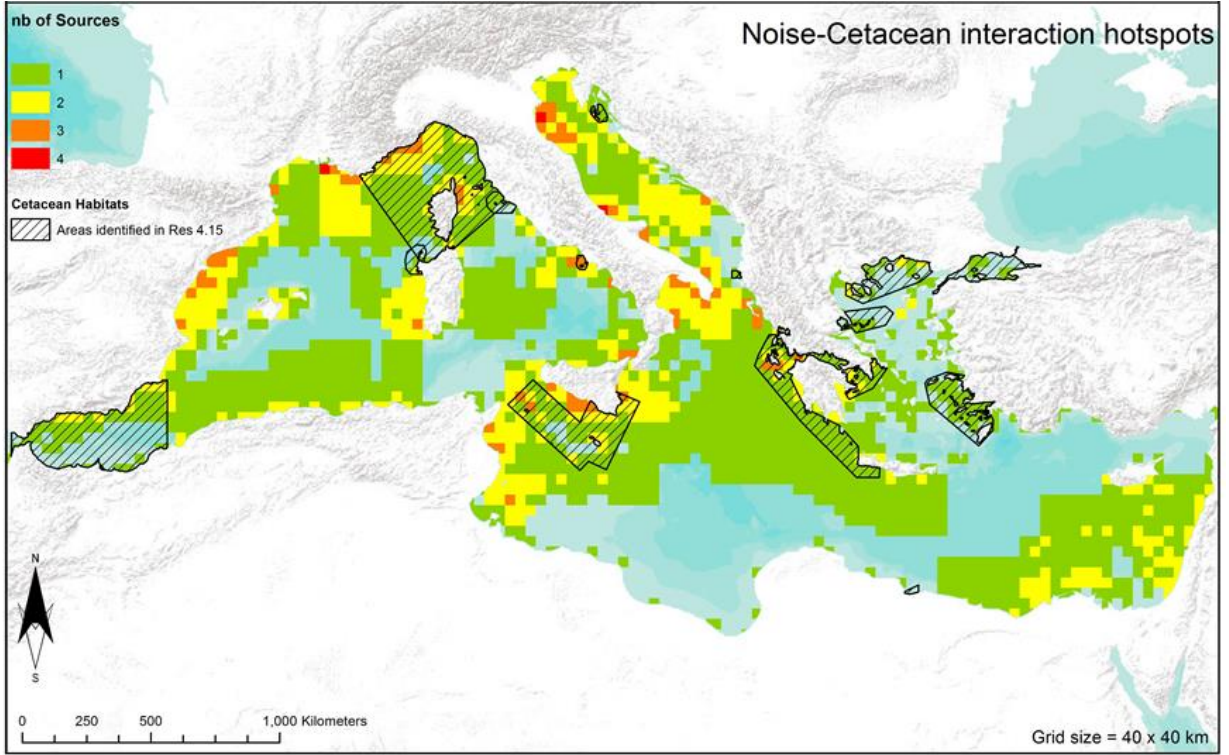 nb of Sources
Noise-Cetacean interaction hotspots
1
2
3
4
Cetacean Habitats
Areas identified in Res 4.15
N
S
0 250 500 1,000 Kilometers
Grid size = 40 x 40 km